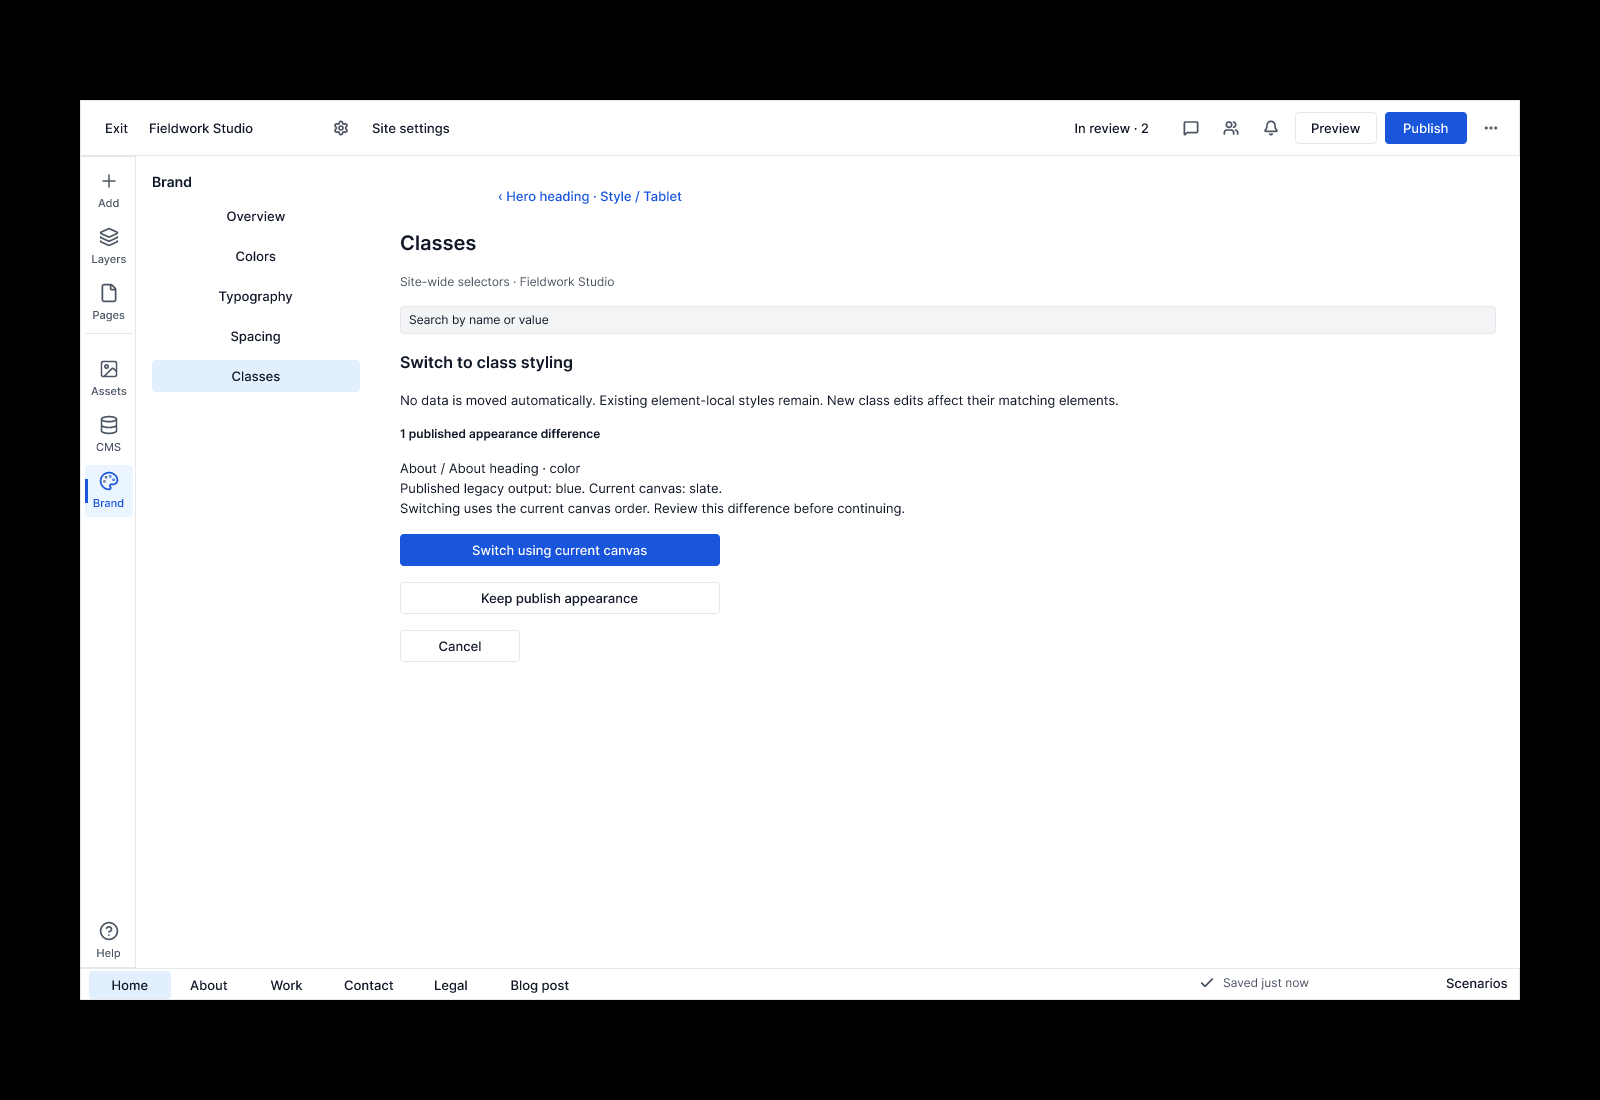 Exit
Fieldwork Studio
Site settings
In review · 2
Preview
Publish
Add
Layers
Pages
Assets
CMS
Brand
Help
Brand
Overview
Colors
Typography
Spacing
Classes
‹ Hero heading · Style / Tablet
Classes
Site-wide selectors · Fieldwork Studio
Search by name or value
Switch to class styling
No data is moved automatically. Existing element-local styles remain. New class edits affect their matching elements.
1 published appearance difference
About / About heading · color
Published legacy output: blue. Current canvas: slate.
Switching uses the current canvas order. Review this difference before continuing.
Switch using current canvas
Keep publish appearance
Cancel
Home
About
Work
Contact
Legal
Blog post
Saved just now
Scenarios